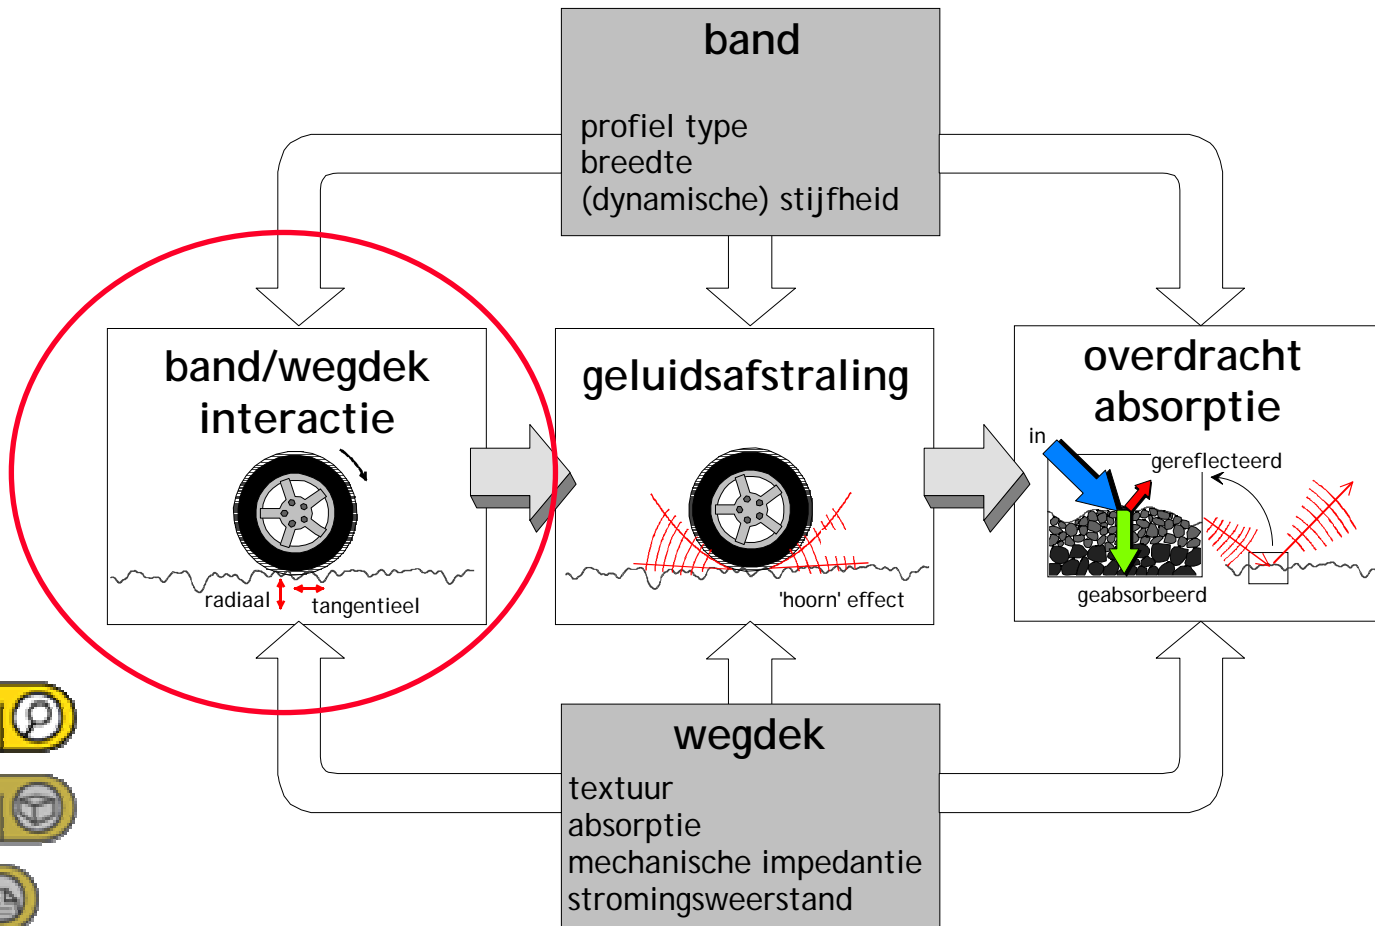 band
profiel type
breedte
(dynamische) stijfheid
band/wegdek
interactie
radiaal
tangentieel
geluidsafstraling
'hoorn' effect
overdracht
absorptie
in
gereflecteerd
geabsorbeerd
wegdek
textuur
absorptie
mechanische impedantie
stromingsweerstand